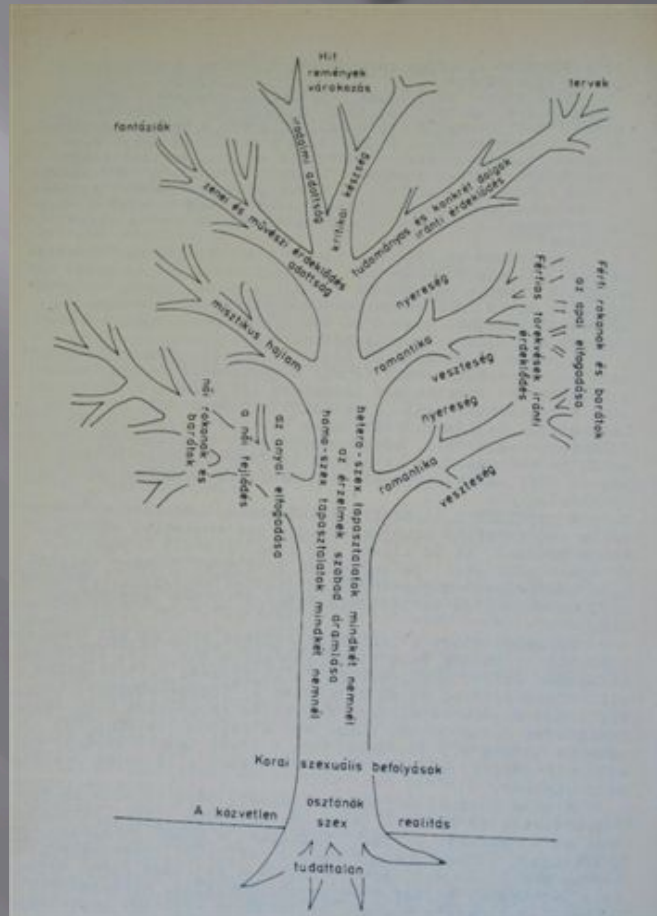 Hit
remények
várakozás
tervek
fantáziák
irodalmi adottság
kritikai készség
zenei és művészi érdeklődés
adottság
tudományos és konkrét dolgok
iránti érdeklődés
misztikus hajlam
nyereség
romantika
veszteség
nyereség
romantika
veszteség
Férfi rokonok és barátok
az apai elfogadása
Férfias törekvések iránti
érdeklődés
női rokonok és
barátok
a női fejlődés
az anyai elfogadása
hetero-szex tapasztalatok mindkét nemnél
az érzelmek szabad áramlása
homo-szex tapasztalatok mindkét nemnél
Korai szexuális befolyások
A közvetlen
ösztönök
szex
realitás
tudattalan